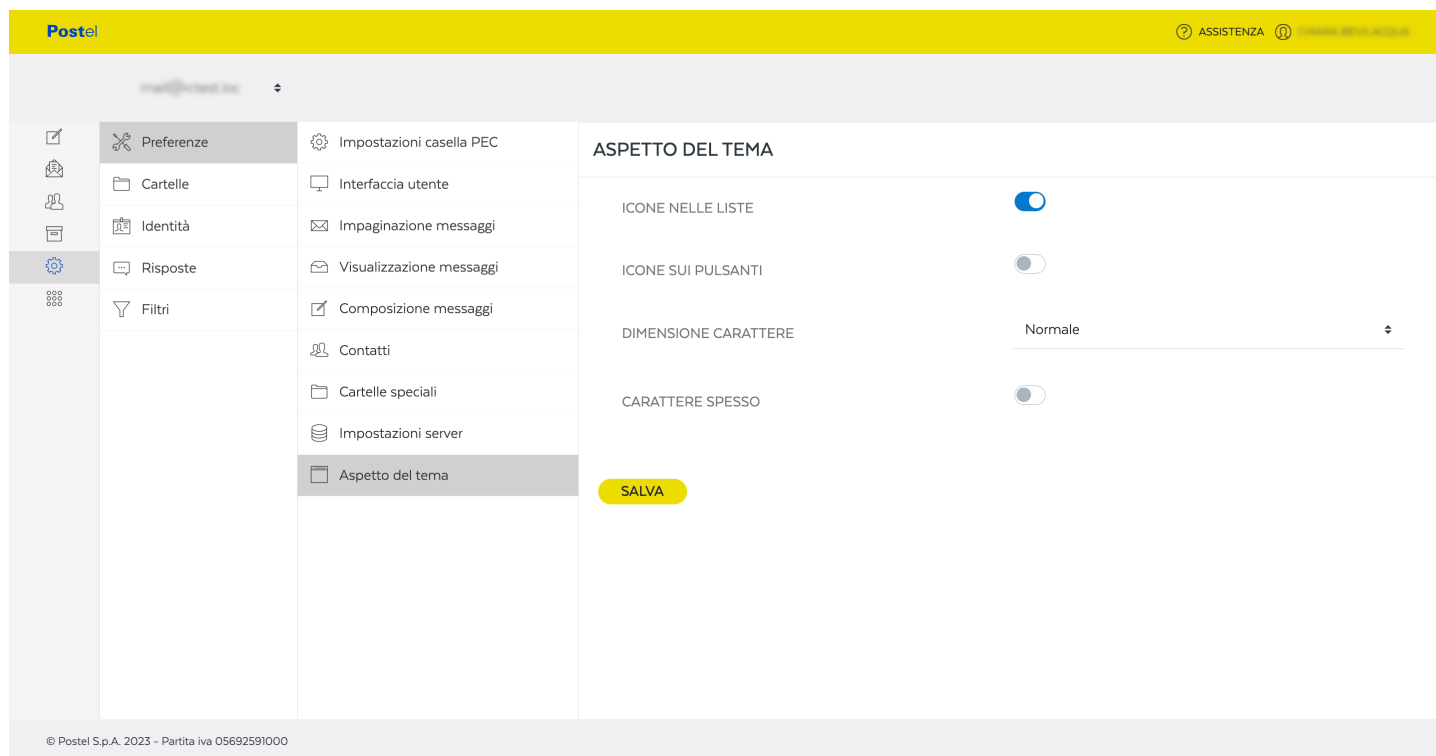 Postel
ASSISTENZA
Preferenze
Cartelle
Identità
Risposte
Filtri
Impostazioni casella PEC
Interfaccia utente
Impaginazione messaggi
Visualizzazione messaggi
Composizione messaggi
Contatti
Cartelle speciali
Impostazioni server
Aspetto del tema
ASPETTO DEL TEMA
ICONE NELLE LISTE
ICONE SUI PULSANTI
DIMENSIONE CARATTERE
Normale
CARATTERE SPESSO
SALVA
© Postel S.p.A. 2023 - Partita iva 05692591000